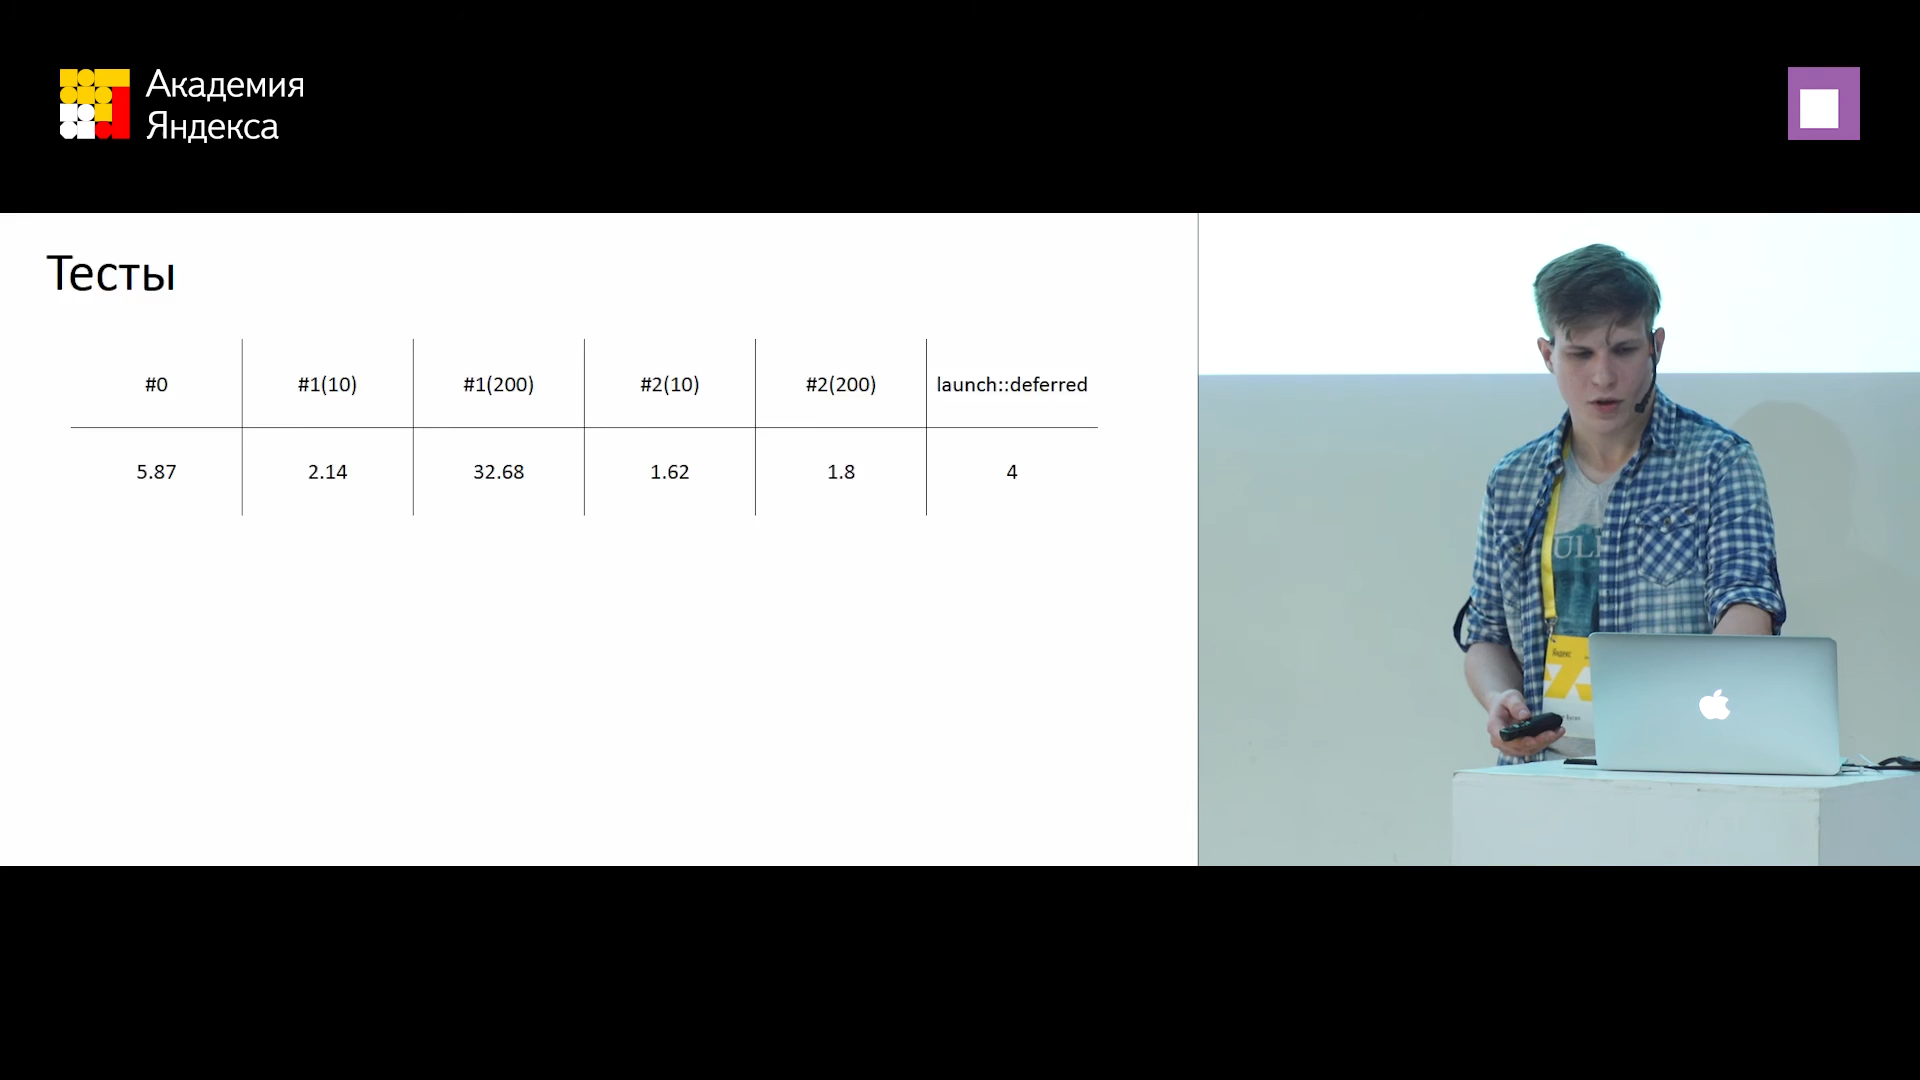 Академия
Яндекса
Тесты
#0 #1(10) #1(200) #2(10) #2(200) launch::deferred
5.87 2.14 32.68 1.62 1.8 4
Яндекс